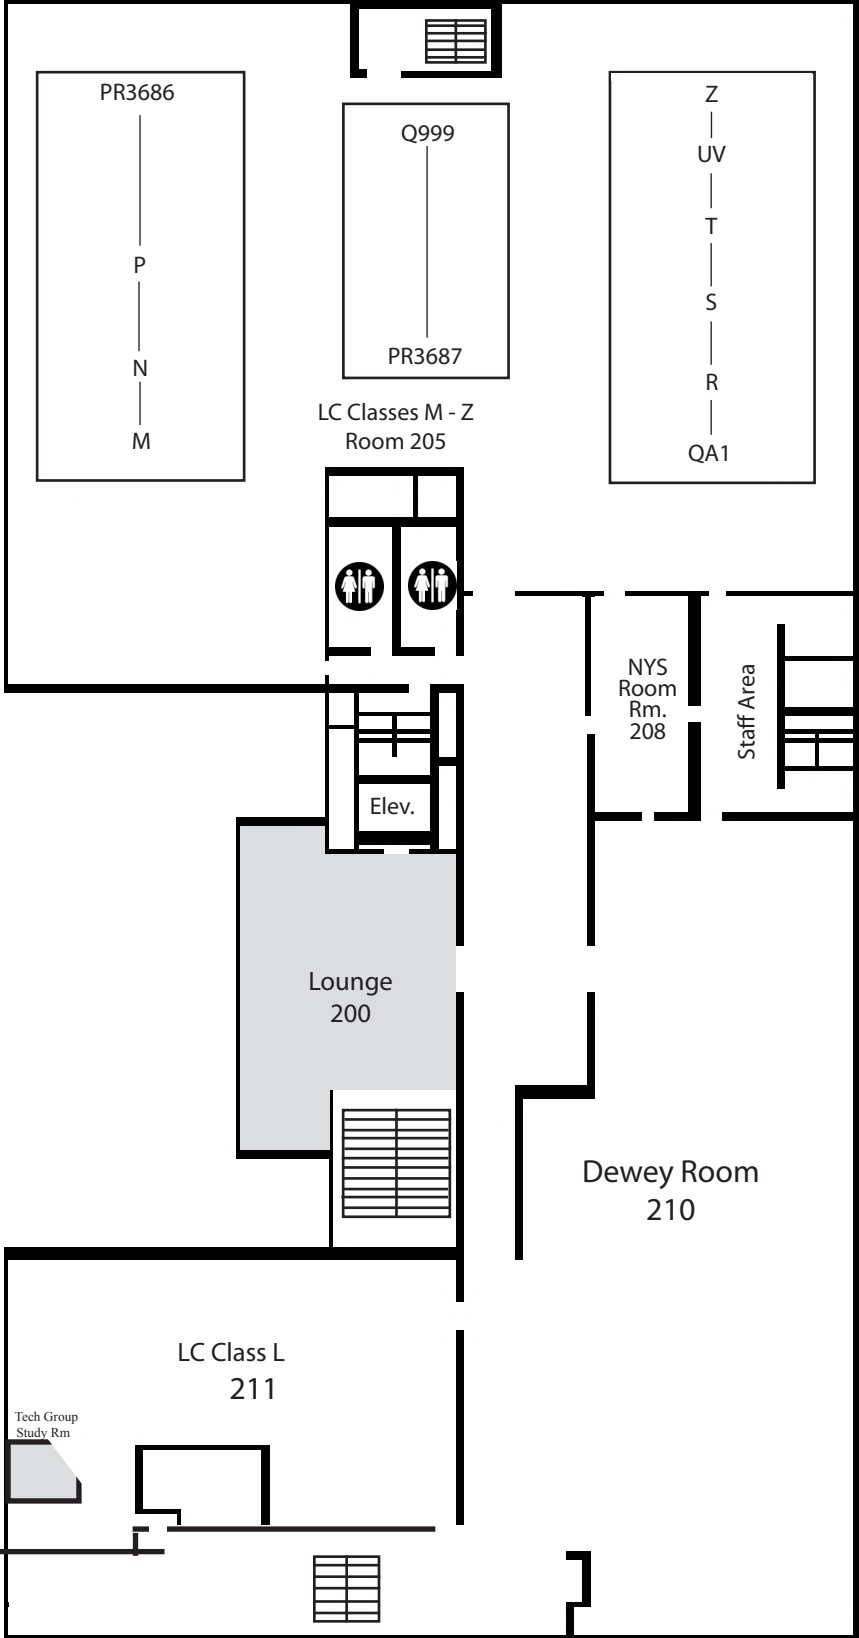 PR3686
P
N
M
Q999
PR3687
Z
UV
T
S
R
QA1
LC Classes M - Z
Room 205
NYS
Room
Rm.
208
Staff Area
Elev.
Lounge
200
Dewey Room
210
LC Class L
211
Tech Group
Study Rm